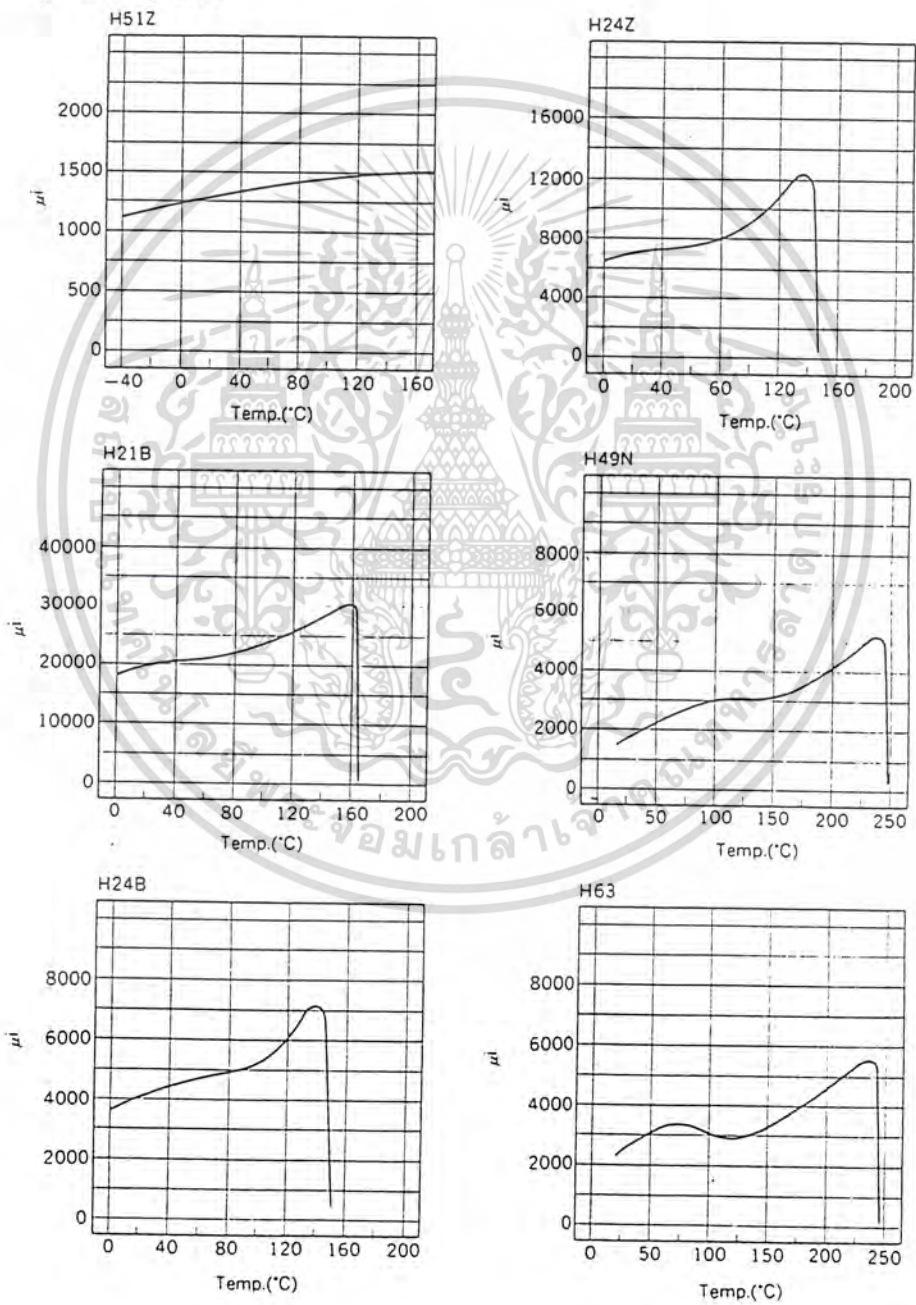 H51Z
2000
1500
1000
500
0
μi
-40 0 40 80 120 160
Temp.(°C)
H24Z
16000
12000
8000
4000
0
μi
0 40 60 120 160 200
Temp.(°C)
H21B
40000
30000
20000
10000
0
μi
0 40 80 120 160 200
Temp.(°C)
H49N
8000
6000
4000
2000
0
μi
0 50 100 150 200 250
Temp.(°C)
H24B
8000
6000
4000
2000
0
μi
0 40 80 120 160 200
Temp.(°C)
H63
8000
6000
4000
2000
0
μi
0 50 100 150 200 250
Temp.(°C)